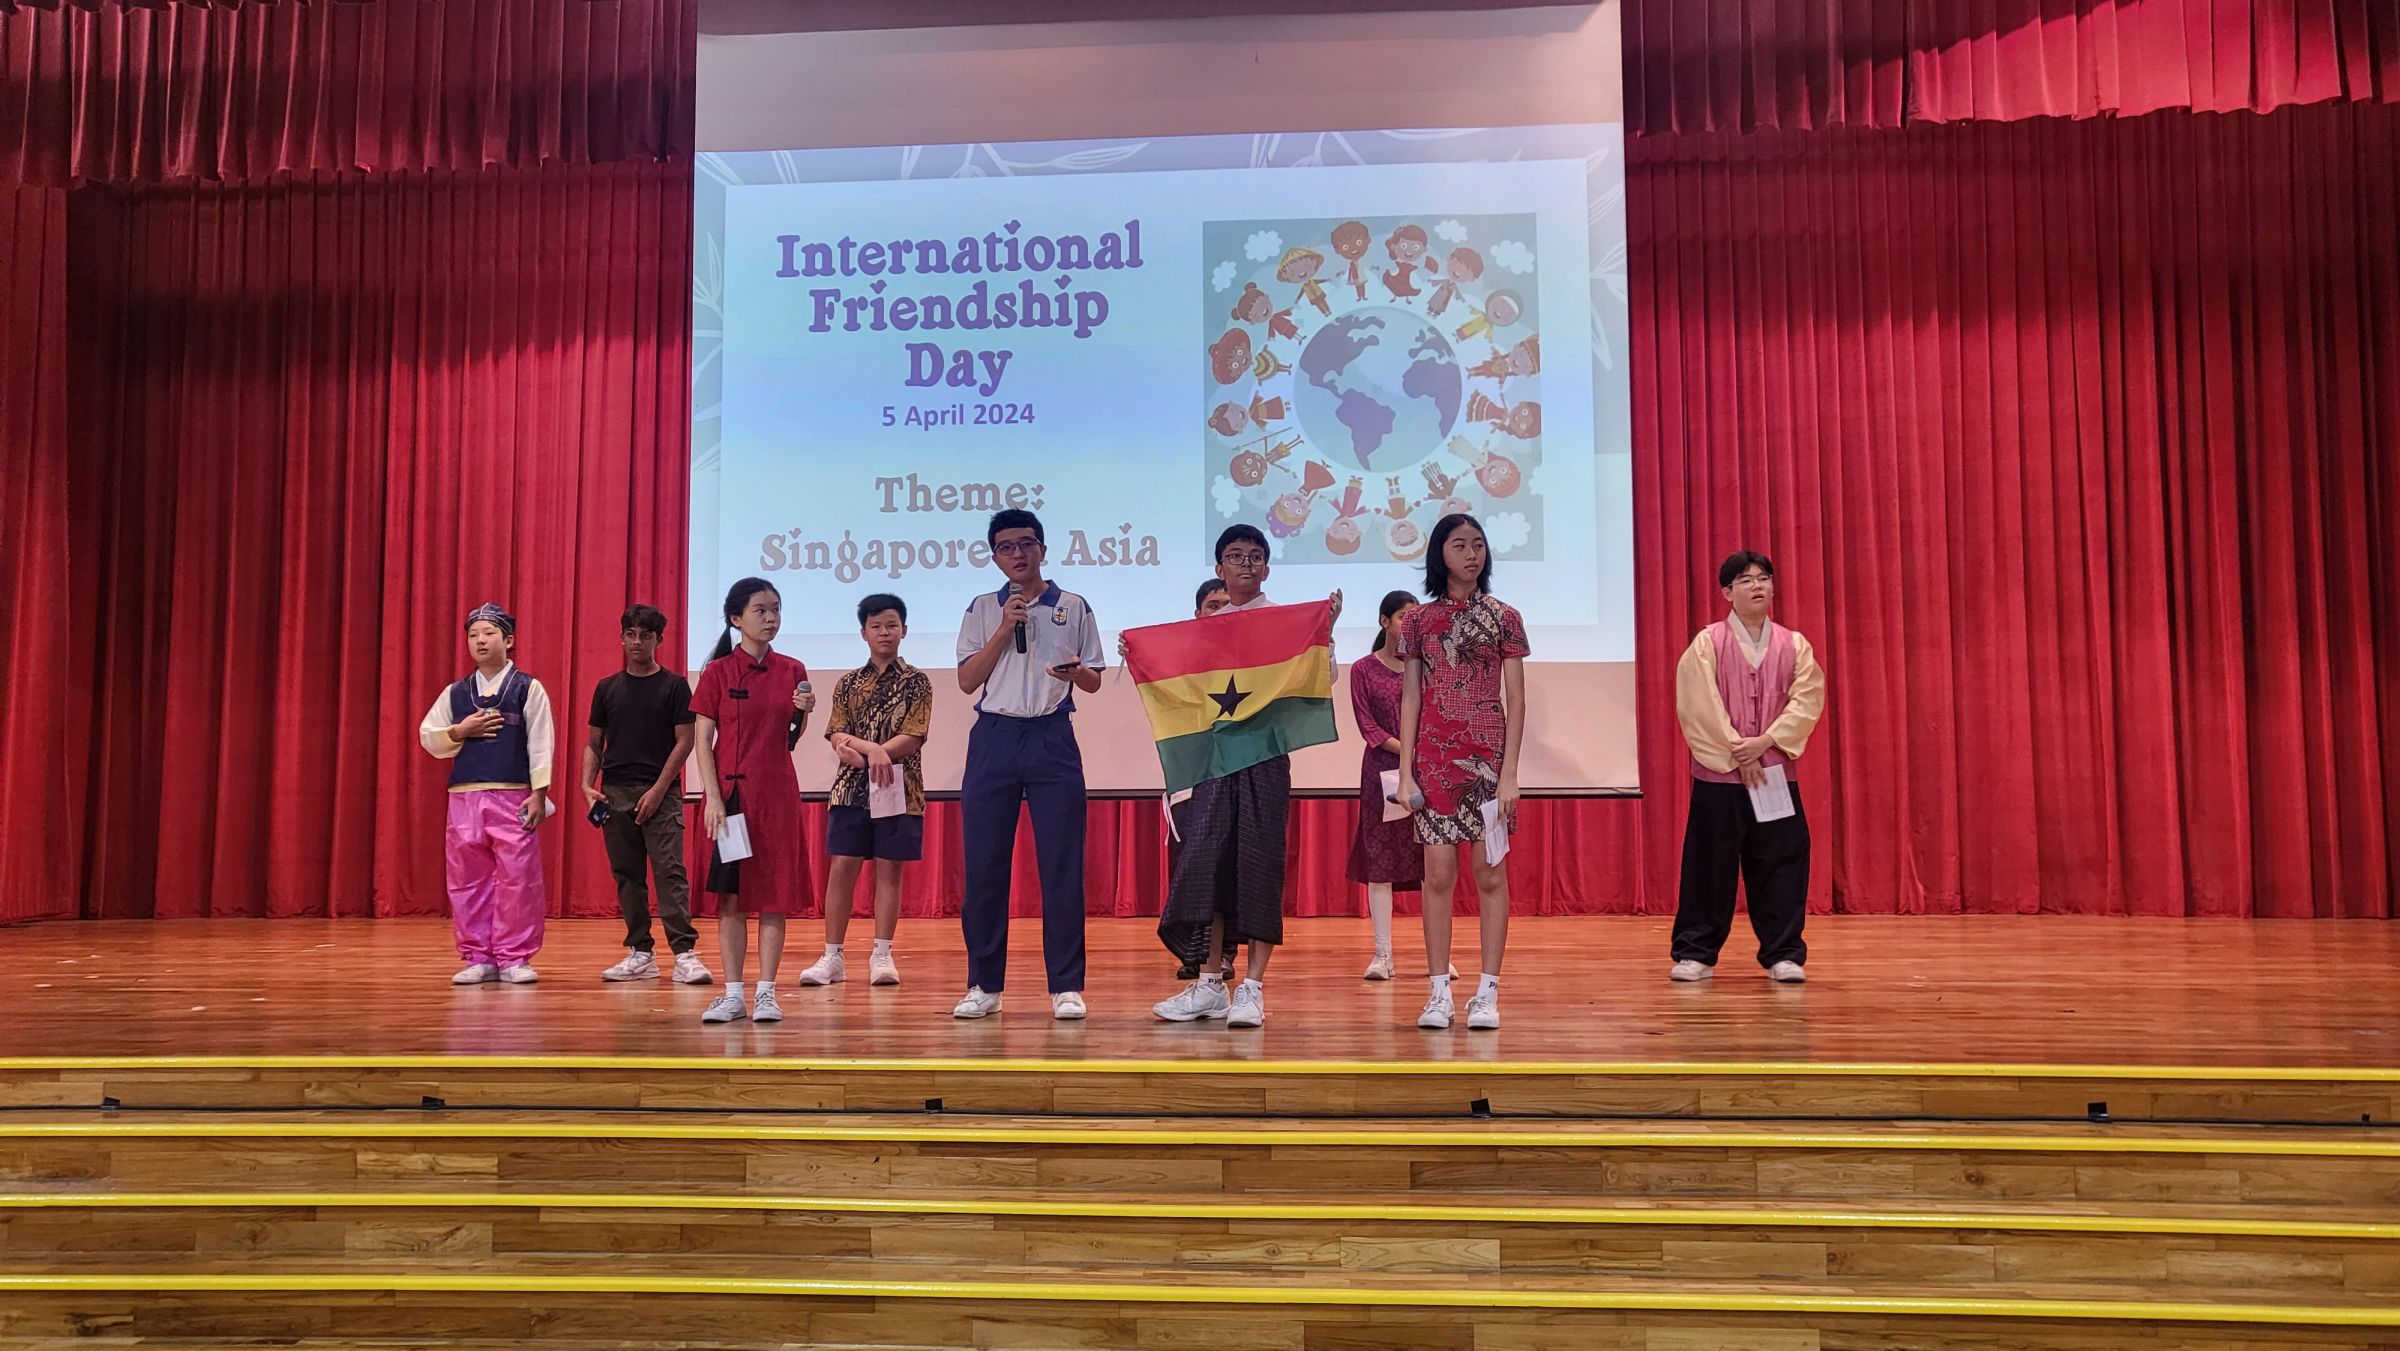 International
Friendship
Day
5 April 2024
Theme:
Singapore Asia